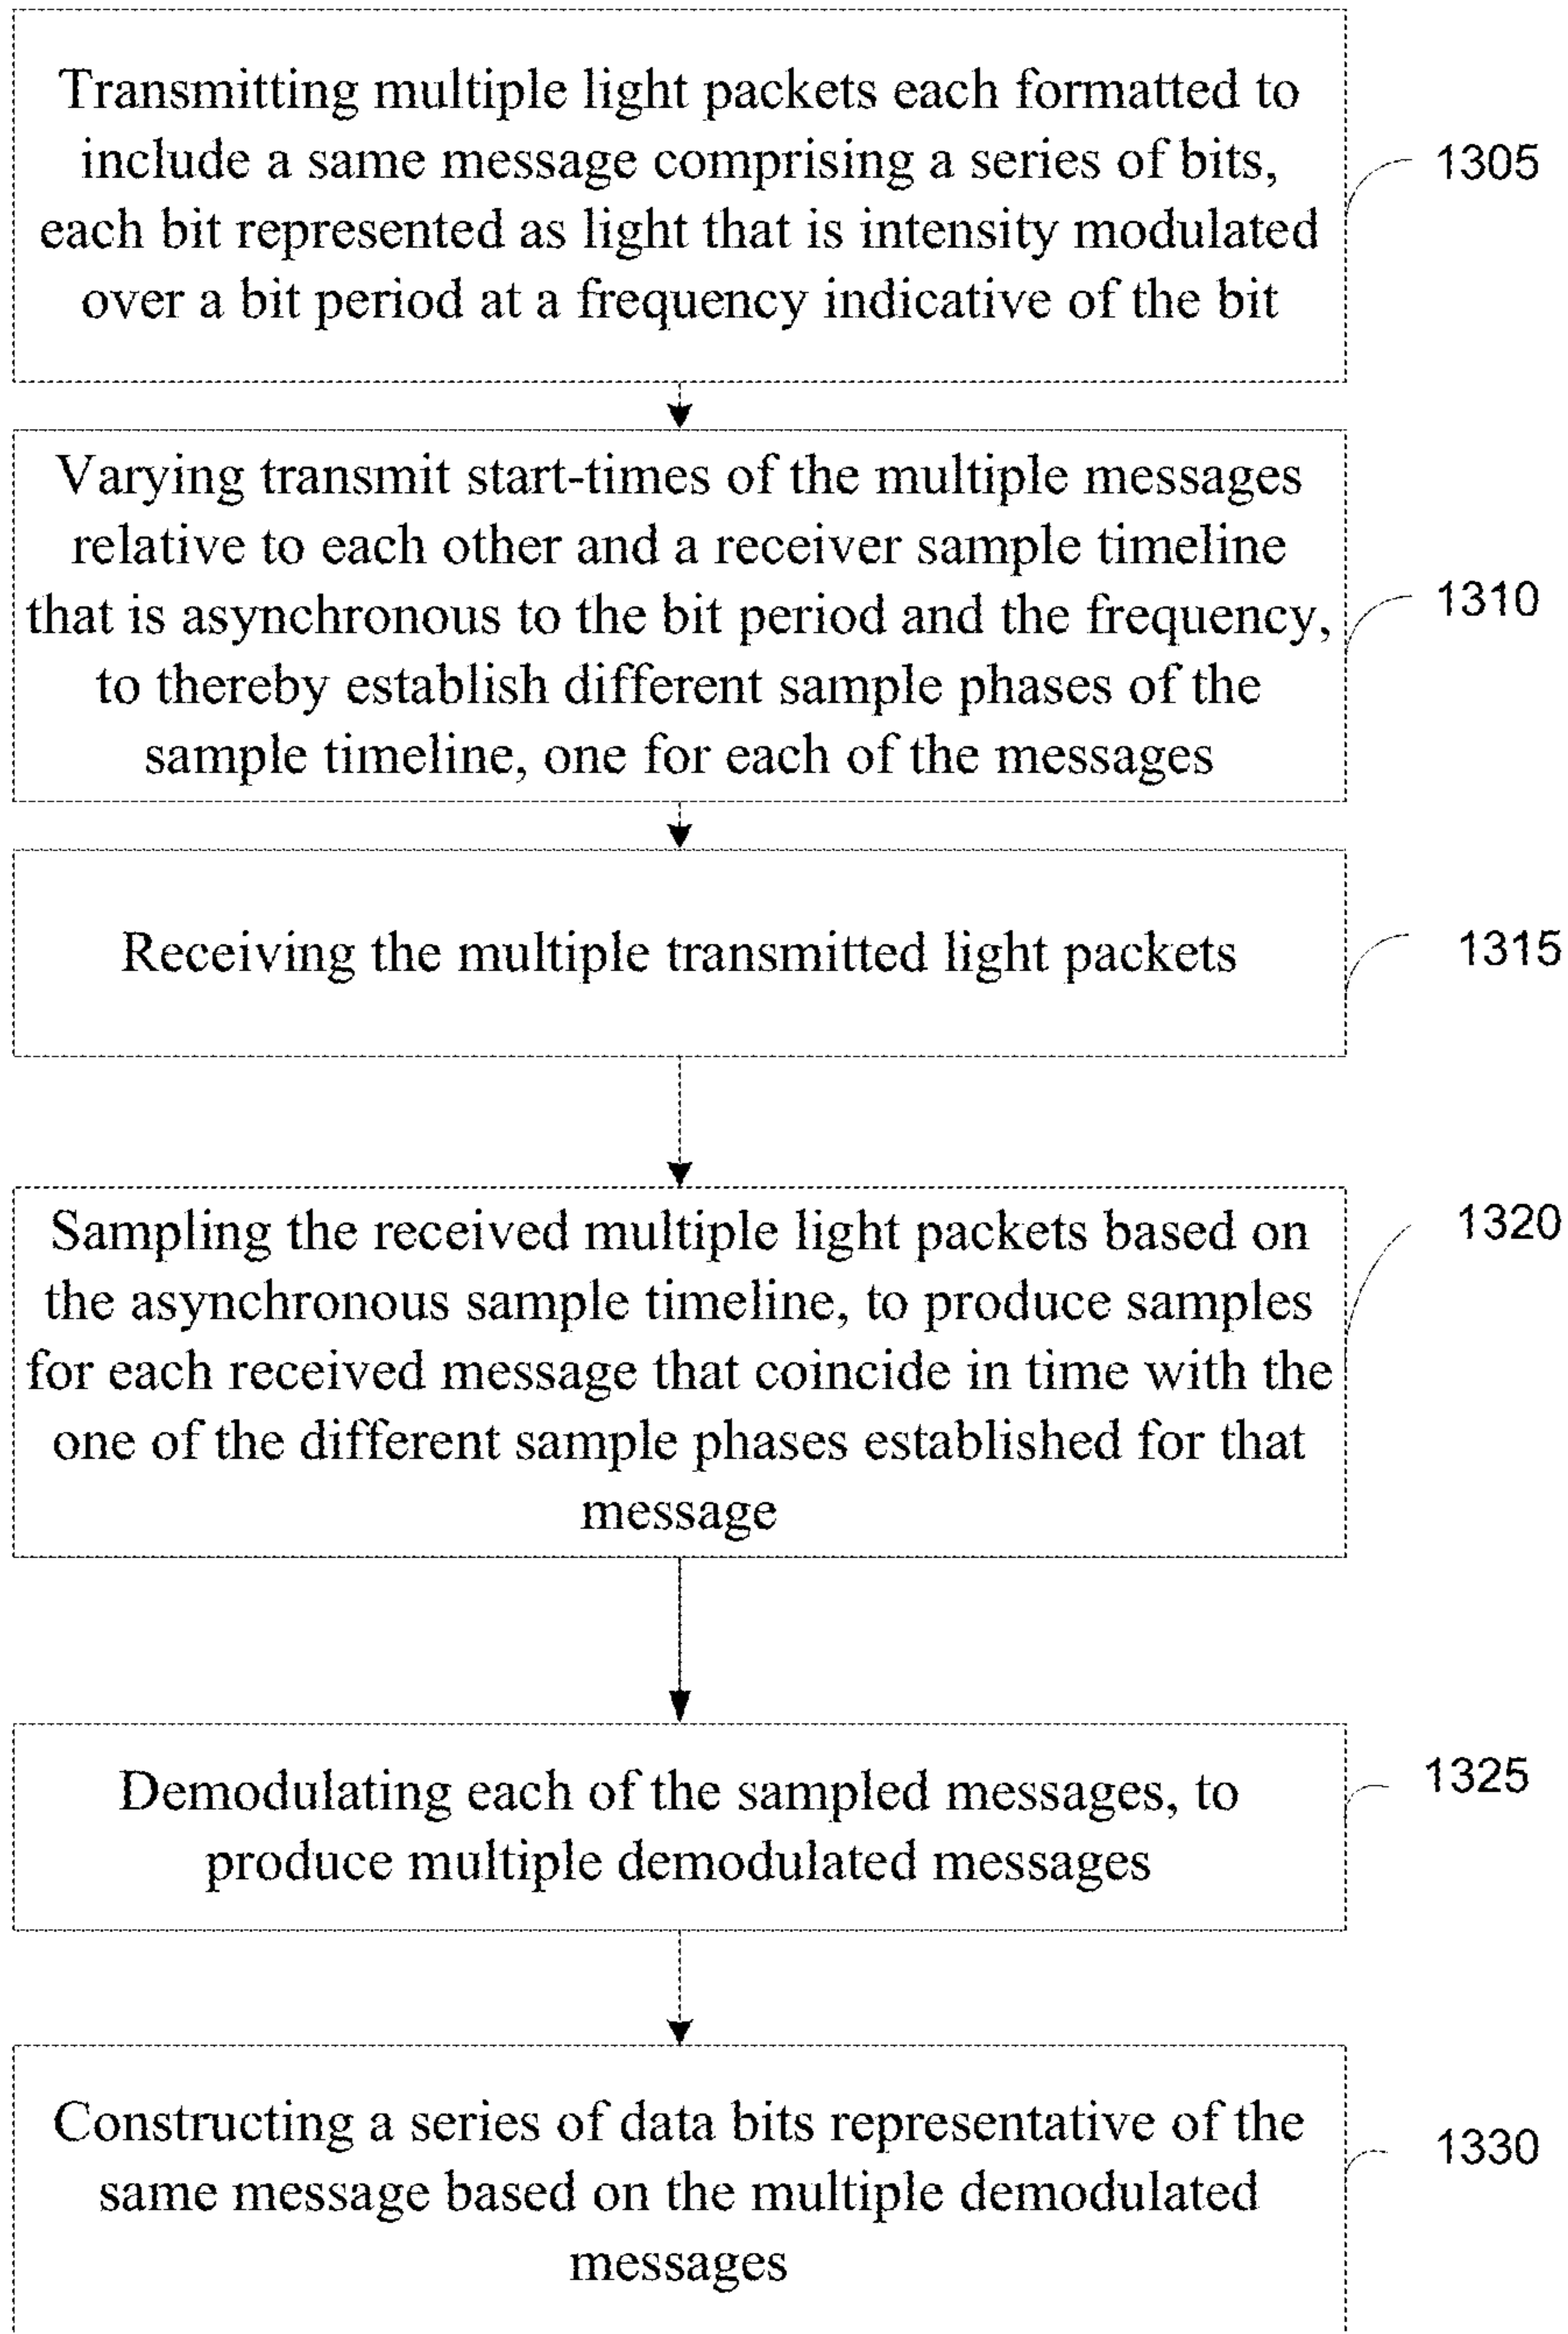 Transmitting multiple light packets each formatted to
include a same message comprising a series of bits,
each bit represented as light that is intensity modulated
over a bit period at a frequency indicative of the bit
1305
Varying transmit start-times of the multiple messages
relative to each other and a receiver sample timeline
that is asynchronous to the bit period and the frequency,
to thereby establish different sample phases of the
sample timeline, one for each of the messages
1310
Receiving the multiple transmitted light packets
1315
Sampling the received multiple light packets based on
the asynchronous sample timeline, to produce samples
for each received message that coincide in time with the
one of the different sample phases established for that
message
1320
Demodulating each of the sampled messages, to
produce multiple demodulated messages
1325
Constructing a series of data bits representative of the
same message based on the multiple demodulated
messages
1330